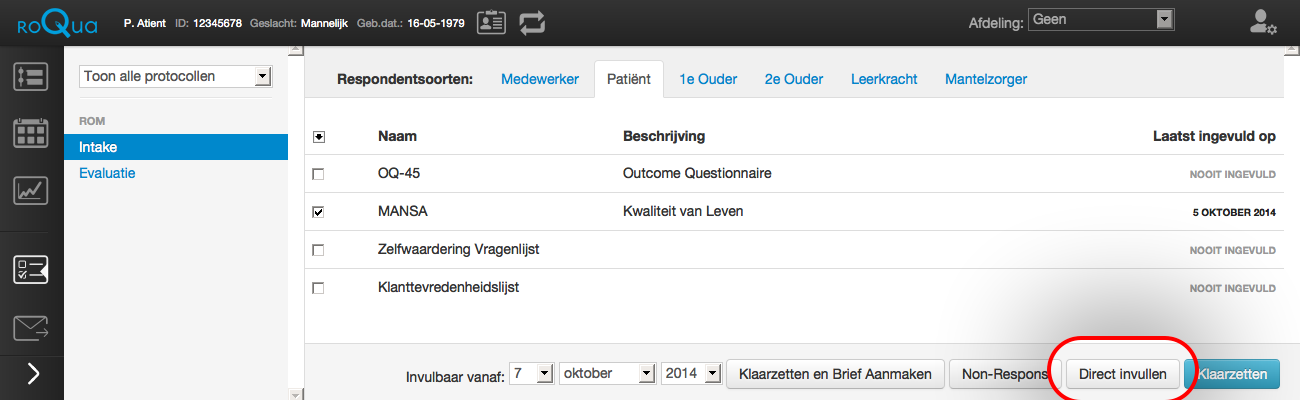 roQua P. Atient ID: 12345678 Geslacht: Mannelijk Geb.dat.: 16-05-1979 Afdeling: Geen
Toon alle protocollen
ROM
Intake
Evaluatie
Respondentsoorten: Medewerker Patiënt 1e Ouder 2e Ouder Leerkracht Mantelzorger
Naam Beschrijving Laatst ingevuld op
OQ-45 Outcome Questionnaire NOOIT INGEVULD
MANSA Kwaliteit van Leven 5 OKTOBER 2014
Zelfwaardering Vragenlijst NOOIT INGEVULD
Klanttevredenheidslijst NOOIT INGEVULD
Invulbaar vanaf: 7 oktober 2014 Klaarzetten en Brief Aanmaken Non-Respons Direct invullen Klaarzetten